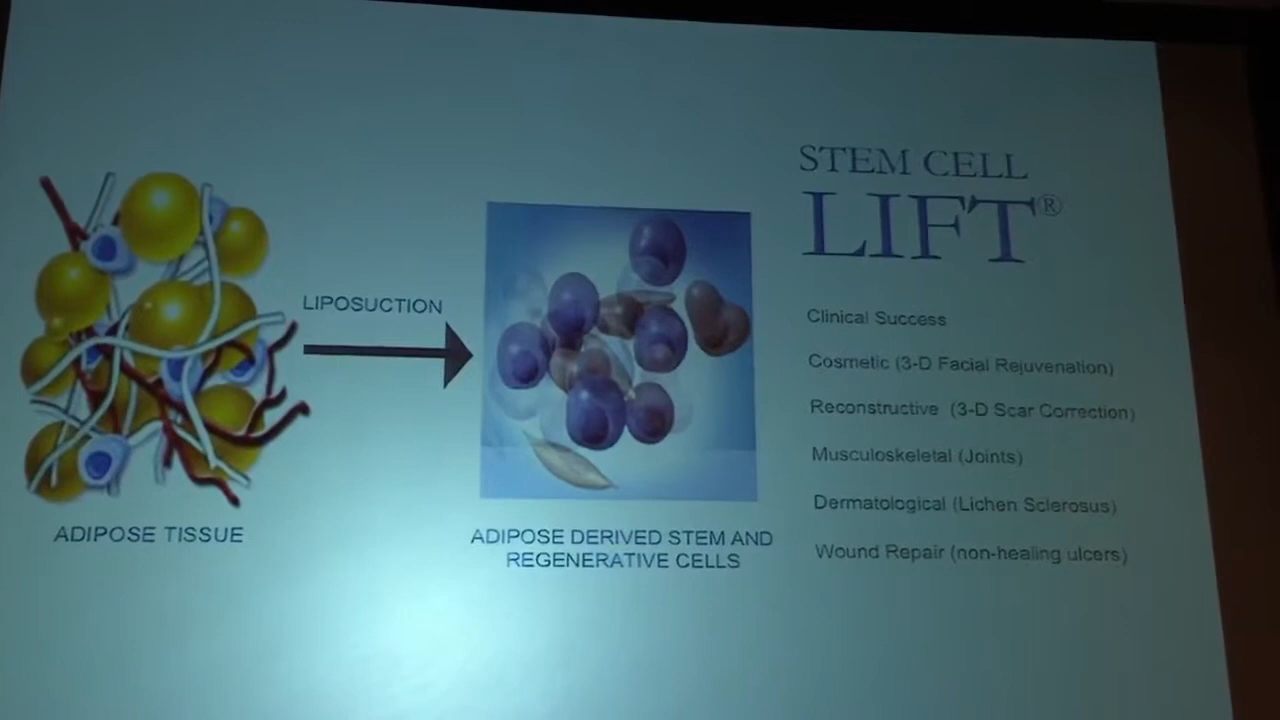 STEM CELL
LIFT®
LIPOSUCTION
ADIPOSE TISSUE
ADIPOSE DERIVED STEM AND
REGENERATIVE CELLS
Clinical Success
Cosmetic (3-D Facial Rejuvenation)
Reconstructive (3-D Scar Correction)
Musculoskeletal (Joints)
Dermatological (Lichen Sclerosus)
Wound Repair (non-healing ulcers)